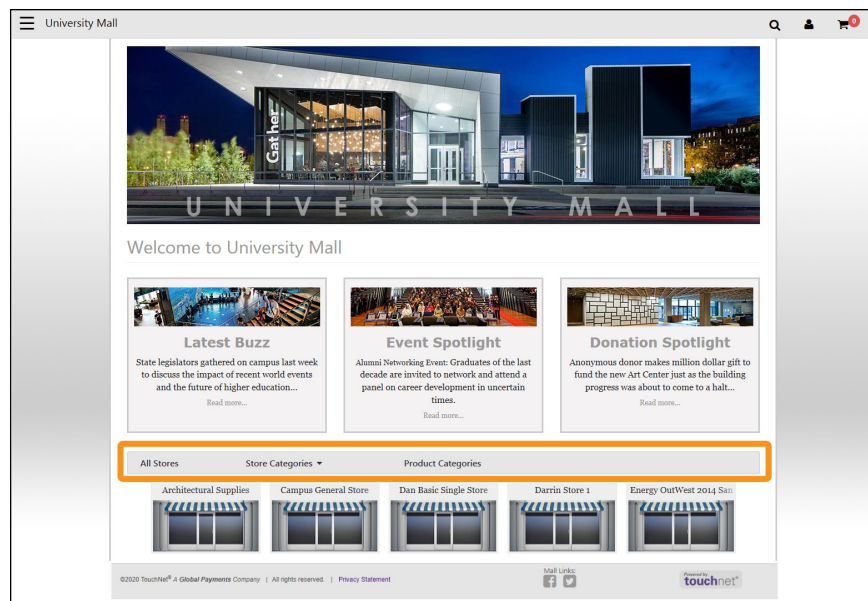 University Mall
0
Gather
UNIVERSITY MALL
Welcome to University Mall
Latest Buzz
State legislators gathered on campus last week
to discuss the impact of recent world events
and the future of higher education...
Read more...
Event Spotlight
Alumni Networking Event: Graduates of the last
decade are invited to network and attend a
panel on career development in uncertain
times.
Read more...
Donation Spotlight
Anonymous donor makes million dollar gift to
fund the new Art Center just as the building
progress was about to come to a halt...
Read more...
All Stores Store Categories Product Categories
Architectural Supplies Campus General Store Dan Basic Single Store Darrin Store 1 Energy OutWest 2014 San
©2020 TouchNet® A Global Payments Company | All rights reserved. | Privacy Statement
Mall Links:
Powered by
touchnet®